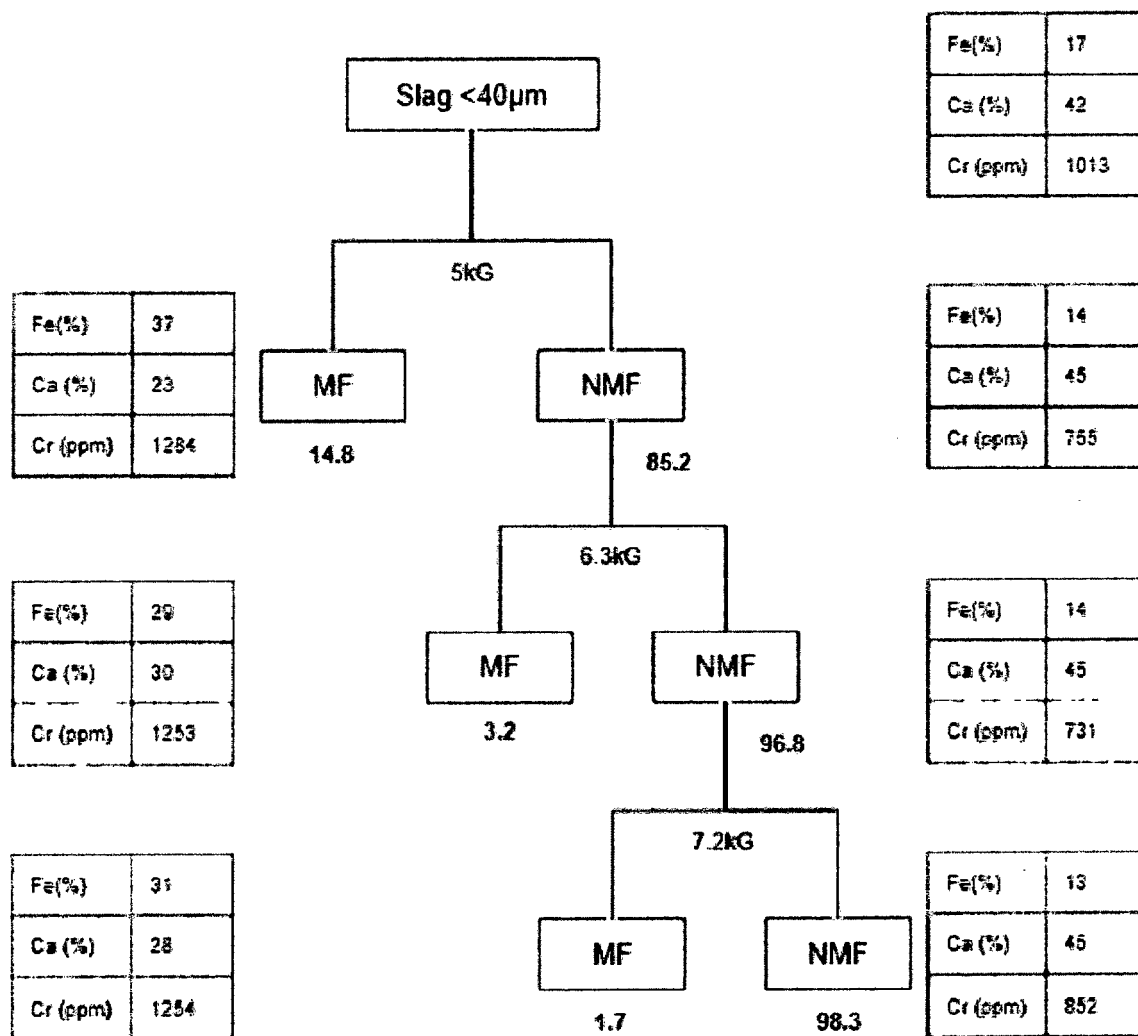 Slag <40µm
Fe(%) 17
Ca (%) 42
Cr (ppm) 1013
5kG
Fe(%) 37
Ca (%) 23
Cr (ppm) 1284
MF
NMF
14.8
85.2
Fe(%) 14
Ca (%) 45
Cr (ppm) 755
6.3kG
Fe(%) 29
Ca (%) 30
Cr (ppm) 1253
MF
NMF
3.2
96.8
Fe(%) 14
Ca (%) 45
Cr (ppm) 731
7.2kG
Fe(%) 31
Ca (%) 28
Cr (ppm) 1254
MF
NMF
1.7
98.3
Fe(%) 13
Ca (%) 45
Cr (ppm) 852